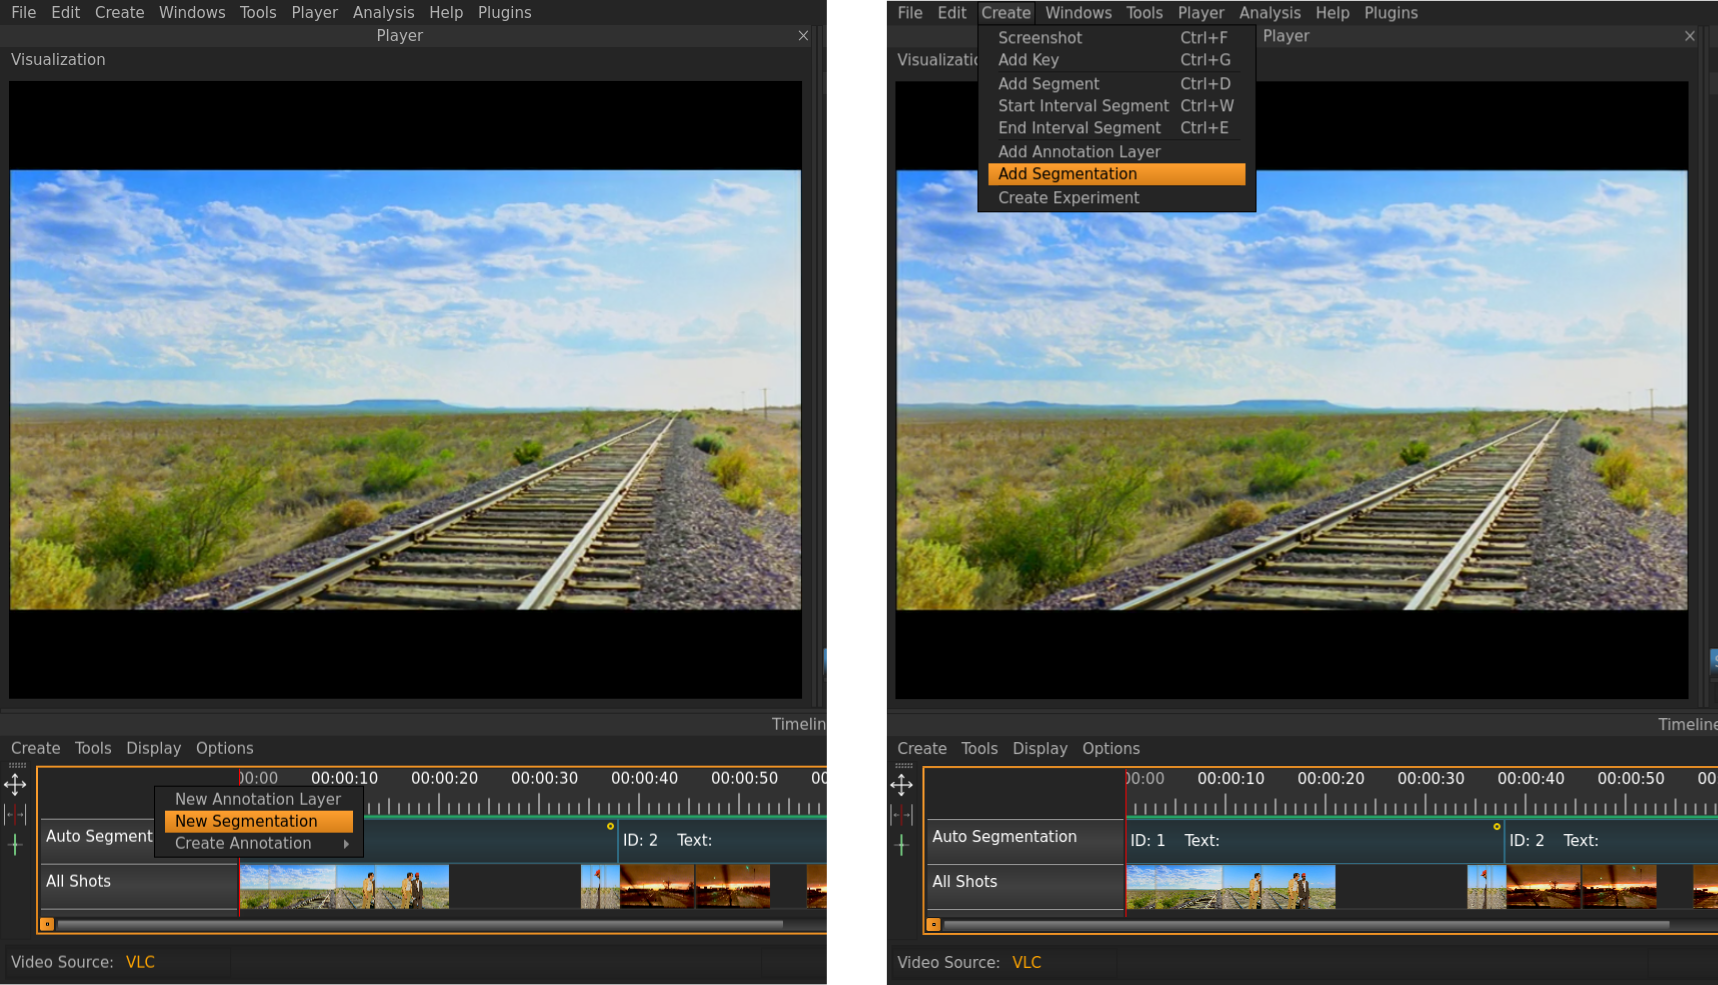 File Edit Create Windows Tools Player Analysis Help Plugins
Player
Visualization
Timelin
Create Tools Display Options
00:00 00:00:10 00:00:20 00:00:30 00:00:40 00:00:50 00
New Annotation Layer
New Segmentation
Create Annotation
Auto Segment
ID: 2 Text:
All Shots
Video Source: VLC
File Edit Create Windows Tools Player Analysis Help Plugins
Player
Visualizatio
Screenshot Ctrl+F
Add Key Ctrl+G
Add Segment Ctrl+D
Start Interval Segment Ctrl+W
End Interval Segment Ctrl+E
Add Annotation Layer
Add Segmentation
Create Experiment
Timeline
Create Tools Display Options
00:00 00:00:10 00:00:20 00:00:30 00:00:40 00:00:50 00:
Auto Segmentation
ID: 1 Text:
ID: 2 Text:
All Shots
Video Source: VLC